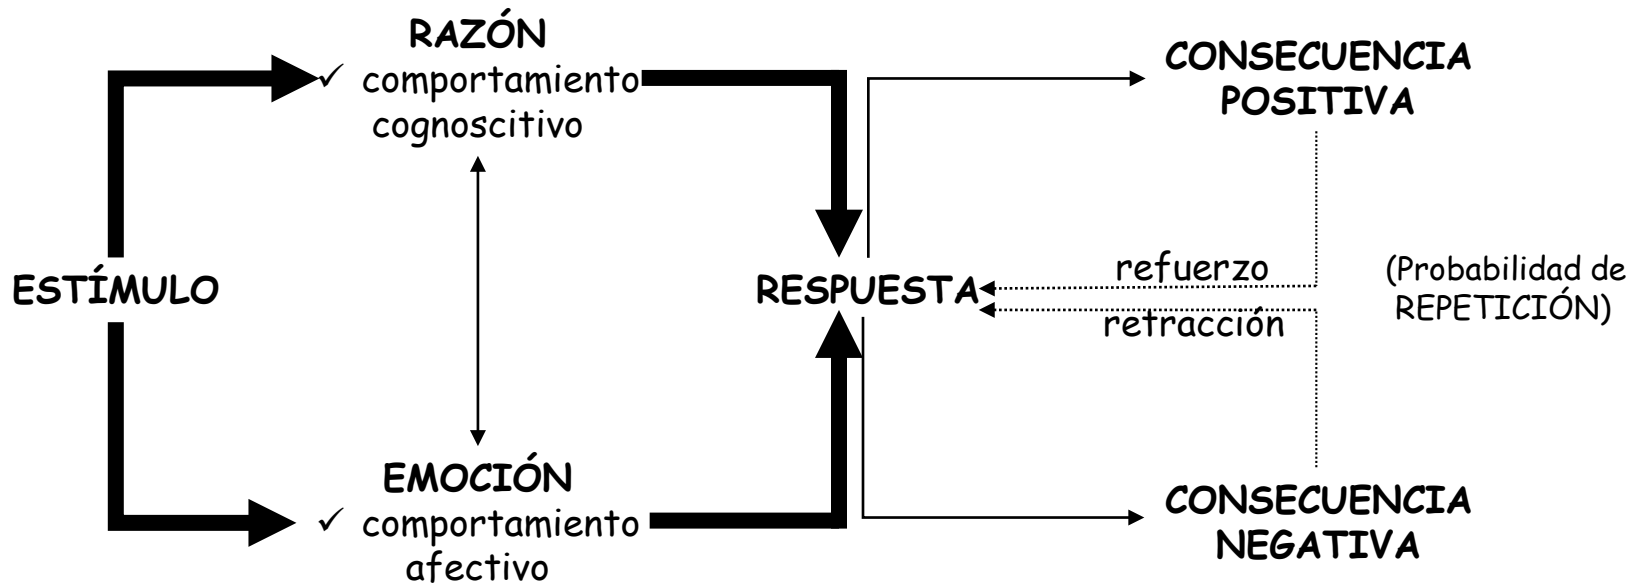 RAZÓN
✓ comportamiento
cognoscitivo
CONSECUENCIA
POSITIVA
ESTÍMULO
RESPUESTA
refuerzo
retracción
(Probabilidad de
REPETICIÓN)
EMOCIÓN
✓ comportamiento
afectivo
CONSECUENCIA
NEGATIVA